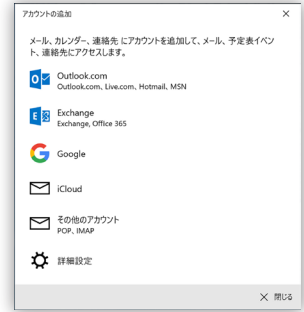 アカウントの追加
メール、カレンダー、連絡先 にアカウントを追加して、メール、予定表イベン
ト、連絡先にアクセスします。
Outlook.com
Outlook.com、Live.com、Hotmail、MSN
Exchange
Exchange、Office 365
Google
iCloud
その他のアカウント
POP、IMAP
詳細設定
閉じる